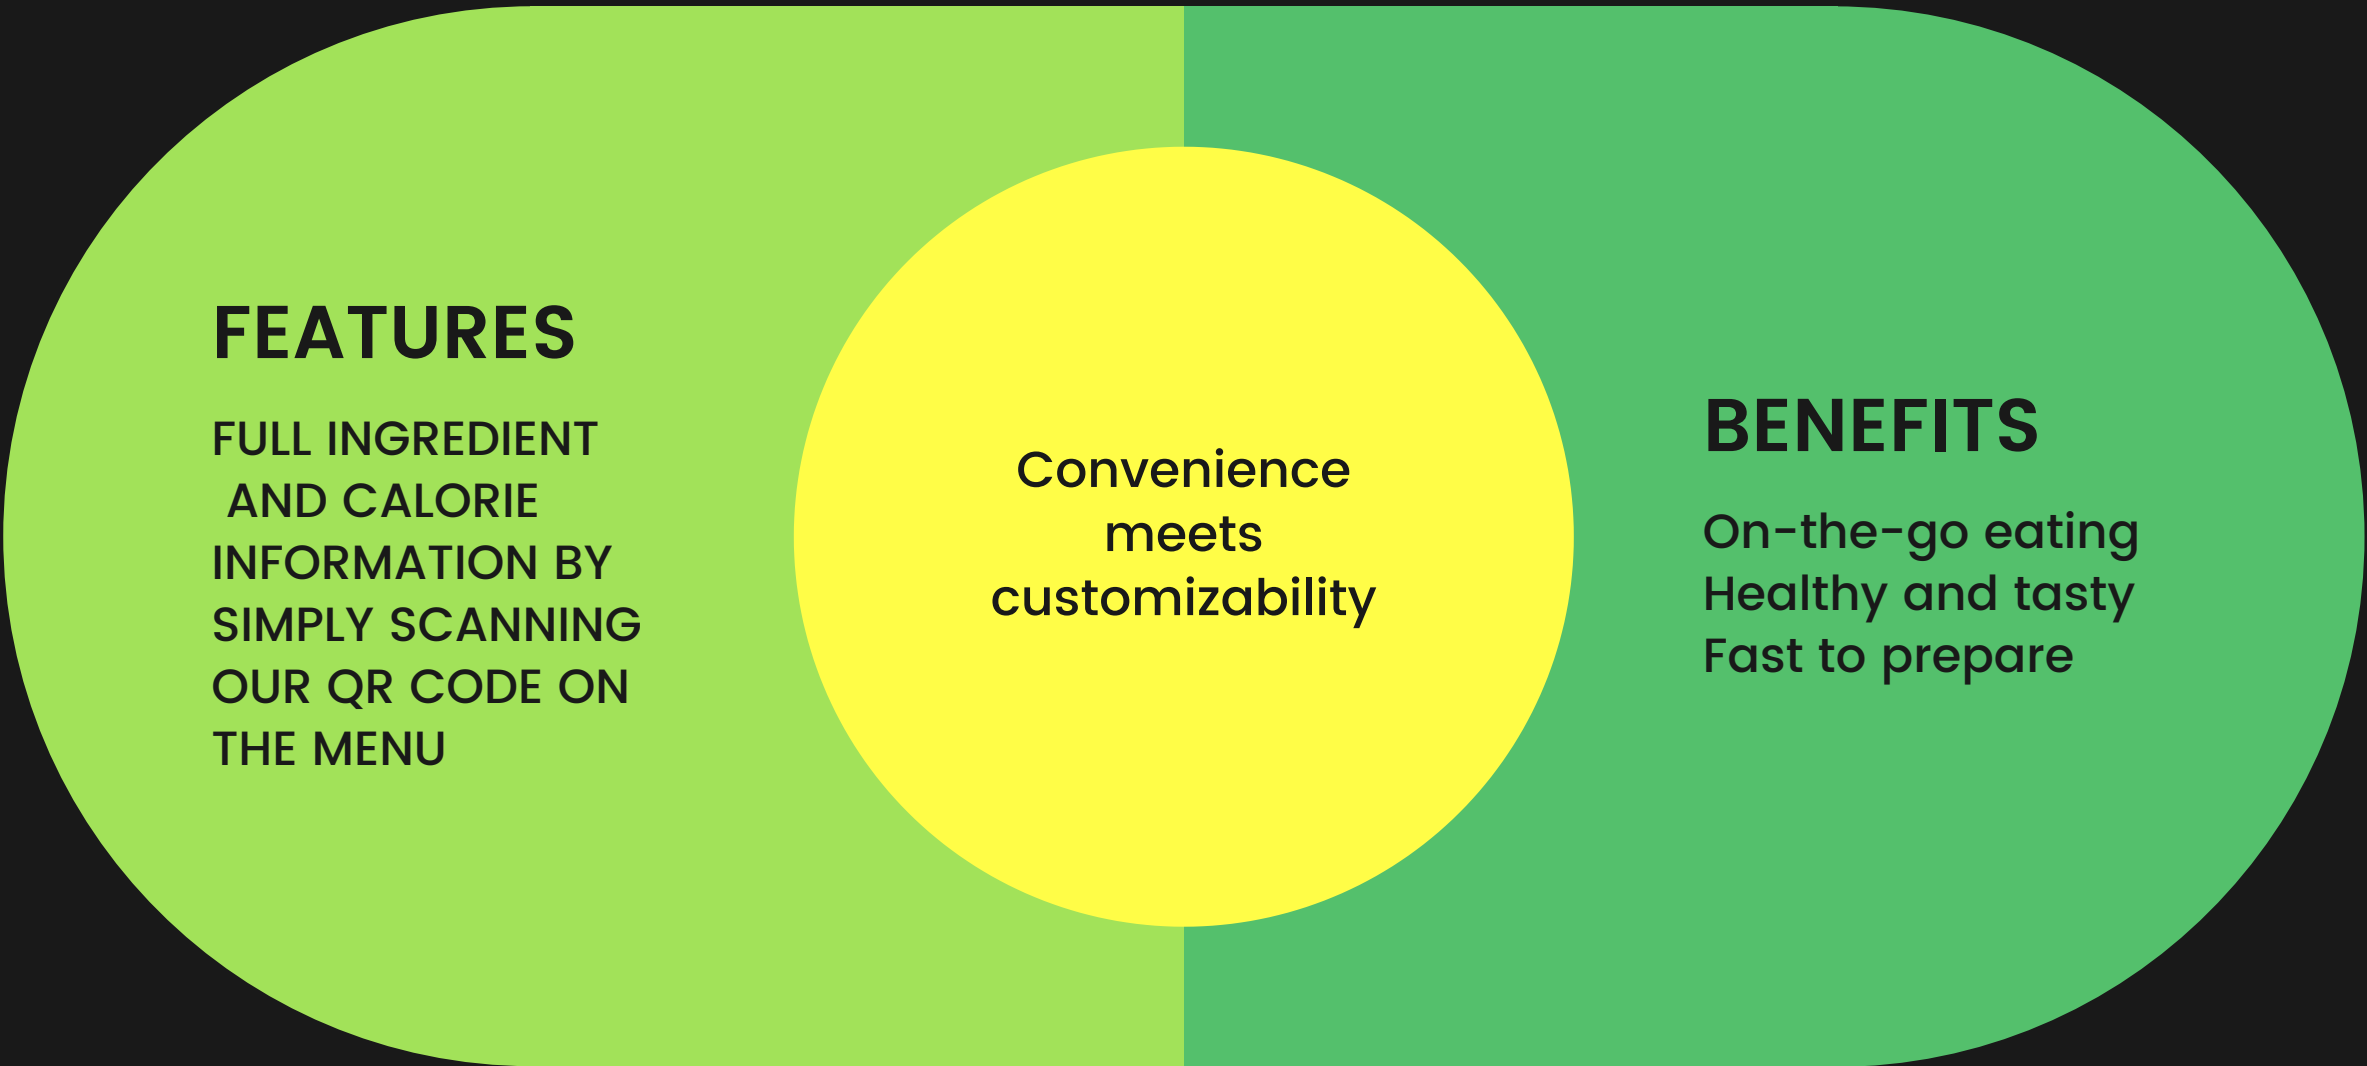 FEATURES
FULL INGREDIENT
AND CALORIE
INFORMATION BY
SIMPLY SCANNING
OUR QR CODE ON
THE MENU
Convenience
meets
customizability
BENEFITS
On-the-go eating
Healthy and tasty
Fast to prepare